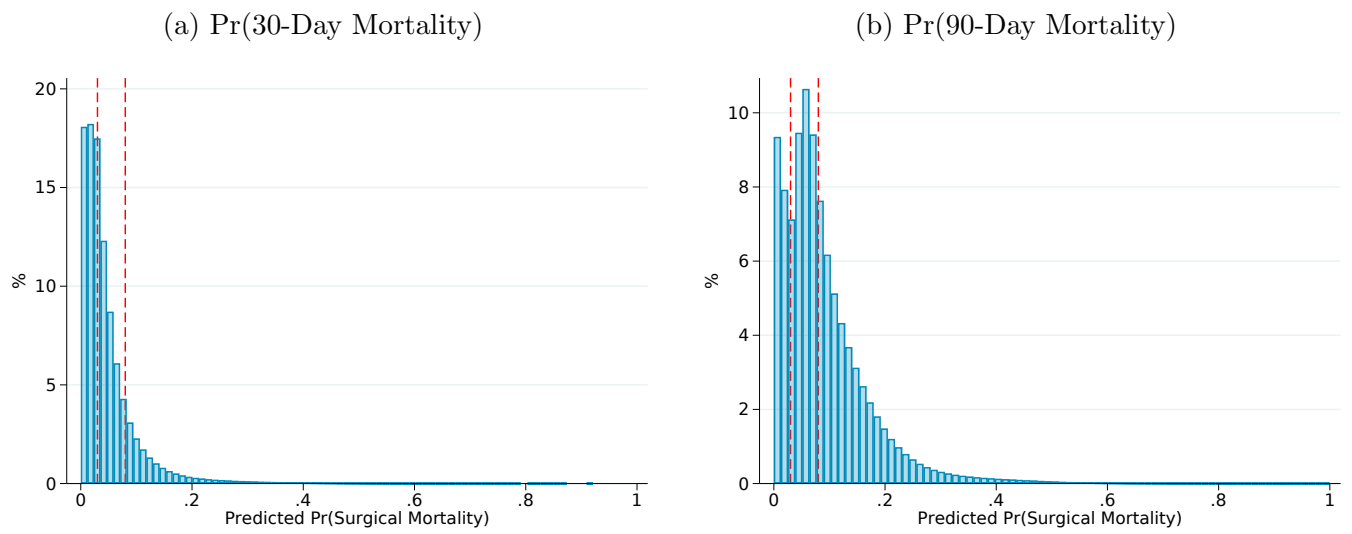 (a) Pr(30-Day Mortality)
20
15
10
5
0
%
0 .2 .4 .6 .8 1
Predicted Pr(Surgical Mortality)
(b) Pr(90-Day Mortality)
10
8
6
4
2
0
%
0 .2 .4 .6 .8 1
Predicted Pr(Surgical Mortality)